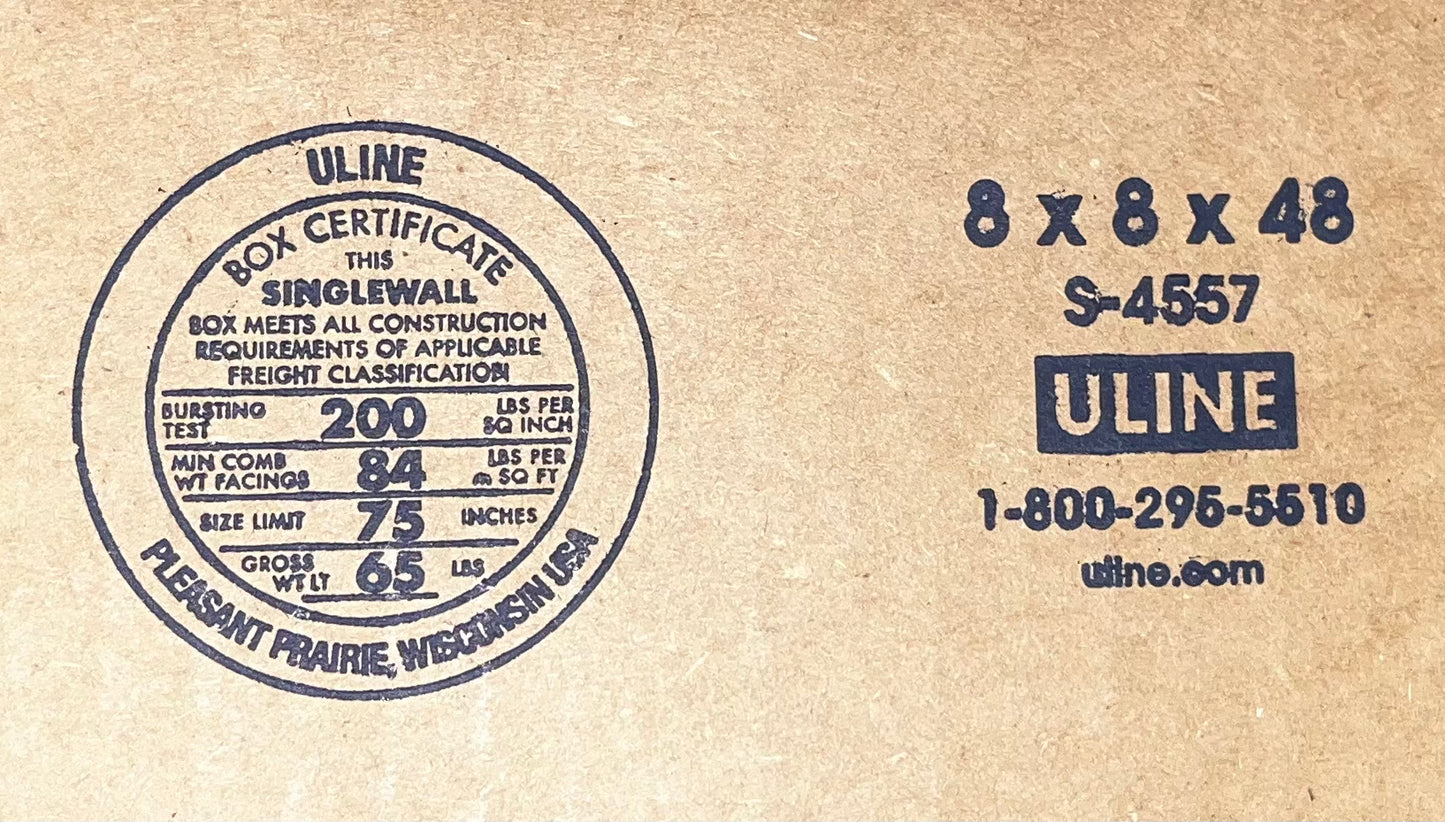 ULINE
BOX CERTIFICATE
THIS
SINGLEWALL
BOX MEETS ALL CONSTRUCTION
REQUIREMENTS OF APPLICABLE
FREIGHT CLASSIFICATION
BURSTING TEST 200 LBS PER SQ INCH
MIN COMB WT FACINGS 84 LBS PER m SQ FT
SIZE LIMIT 75 INCHES
GROSS WT LT 65 LBS
PLEASANT PRAIRIE, WISCONSIN USA
8 x 8 x 48
S-4557
ULINE
1-800-295-5510
uline.com